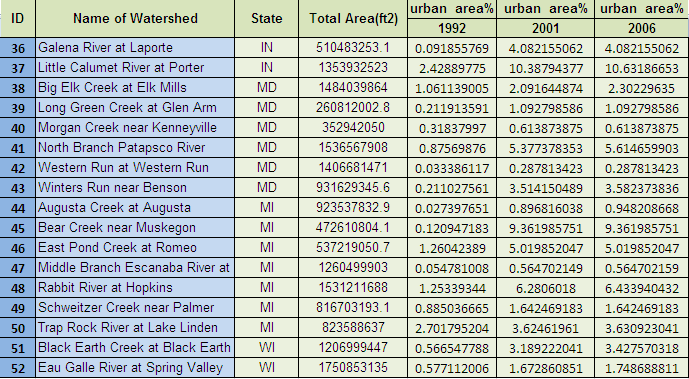 ID Name of Watershed State Total Area(ft2) urban area% urban area% urban area%
1992 2001 2006
36 Galena River at Laporte IN 510483253.1 0.091855769 4.082155062 4.082155062
37 Little Calumet River at Porter IN 1353932523 2.42889775 10.38794377 10.63186653
38 Big Elk Creek at Elk Mills MD 1484039864 1.061139005 2.091644874 2.30229635
39 Long Green Creek at Glen Arm MD 260812002.8 0.211913591 1.092798586 1.092798586
40 Morgan Creek near Kenneyville MD 352942050 0.31837997 0.613873875 0.613873875
41 North Branch Patapsco River MD 1536567908 0.87569876 5.377378353 5.614659903
42 Western Run at Western Run MD 1406681471 0.033386117 0.287813423 0.287813423
43 Winters Run near Benson MD 931629345.6 0.211027561 3.514150489 3.582373836
44 Augusta Creek at Augusta MI 923537832.9 0.027397651 0.896816038 0.948208668
45 Bear Creek near Muskegon MI 472610804.1 0.120947183 9.361985751 9.361985751
46 East Pond Creek at Romeo MI 537219050.7 1.26042389 5.019852047 5.019852047
47 Middle Branch Escanaba River at MI 1260499903 0.054781008 0.564702149 0.564702159
48 Rabbit River at Hopkins MI 1531211688 1.25339344 6.2806018 6.433940432
49 Schweitzer Creek near Palmer MI 816703193.1 0.885036665 1.642469183 1.642469183
50 Trap Rock River at Lake Linden MI 823588637 2.701795204 3.62461961 3.630923041
51 Black Earth Creek at Black Earth WI 1206999447 0.566547788 3.189222041 3.427570318
52 Eau Galle River at Spring Valley WI 1750853135 0.577112006 1.672860851 1.748688811